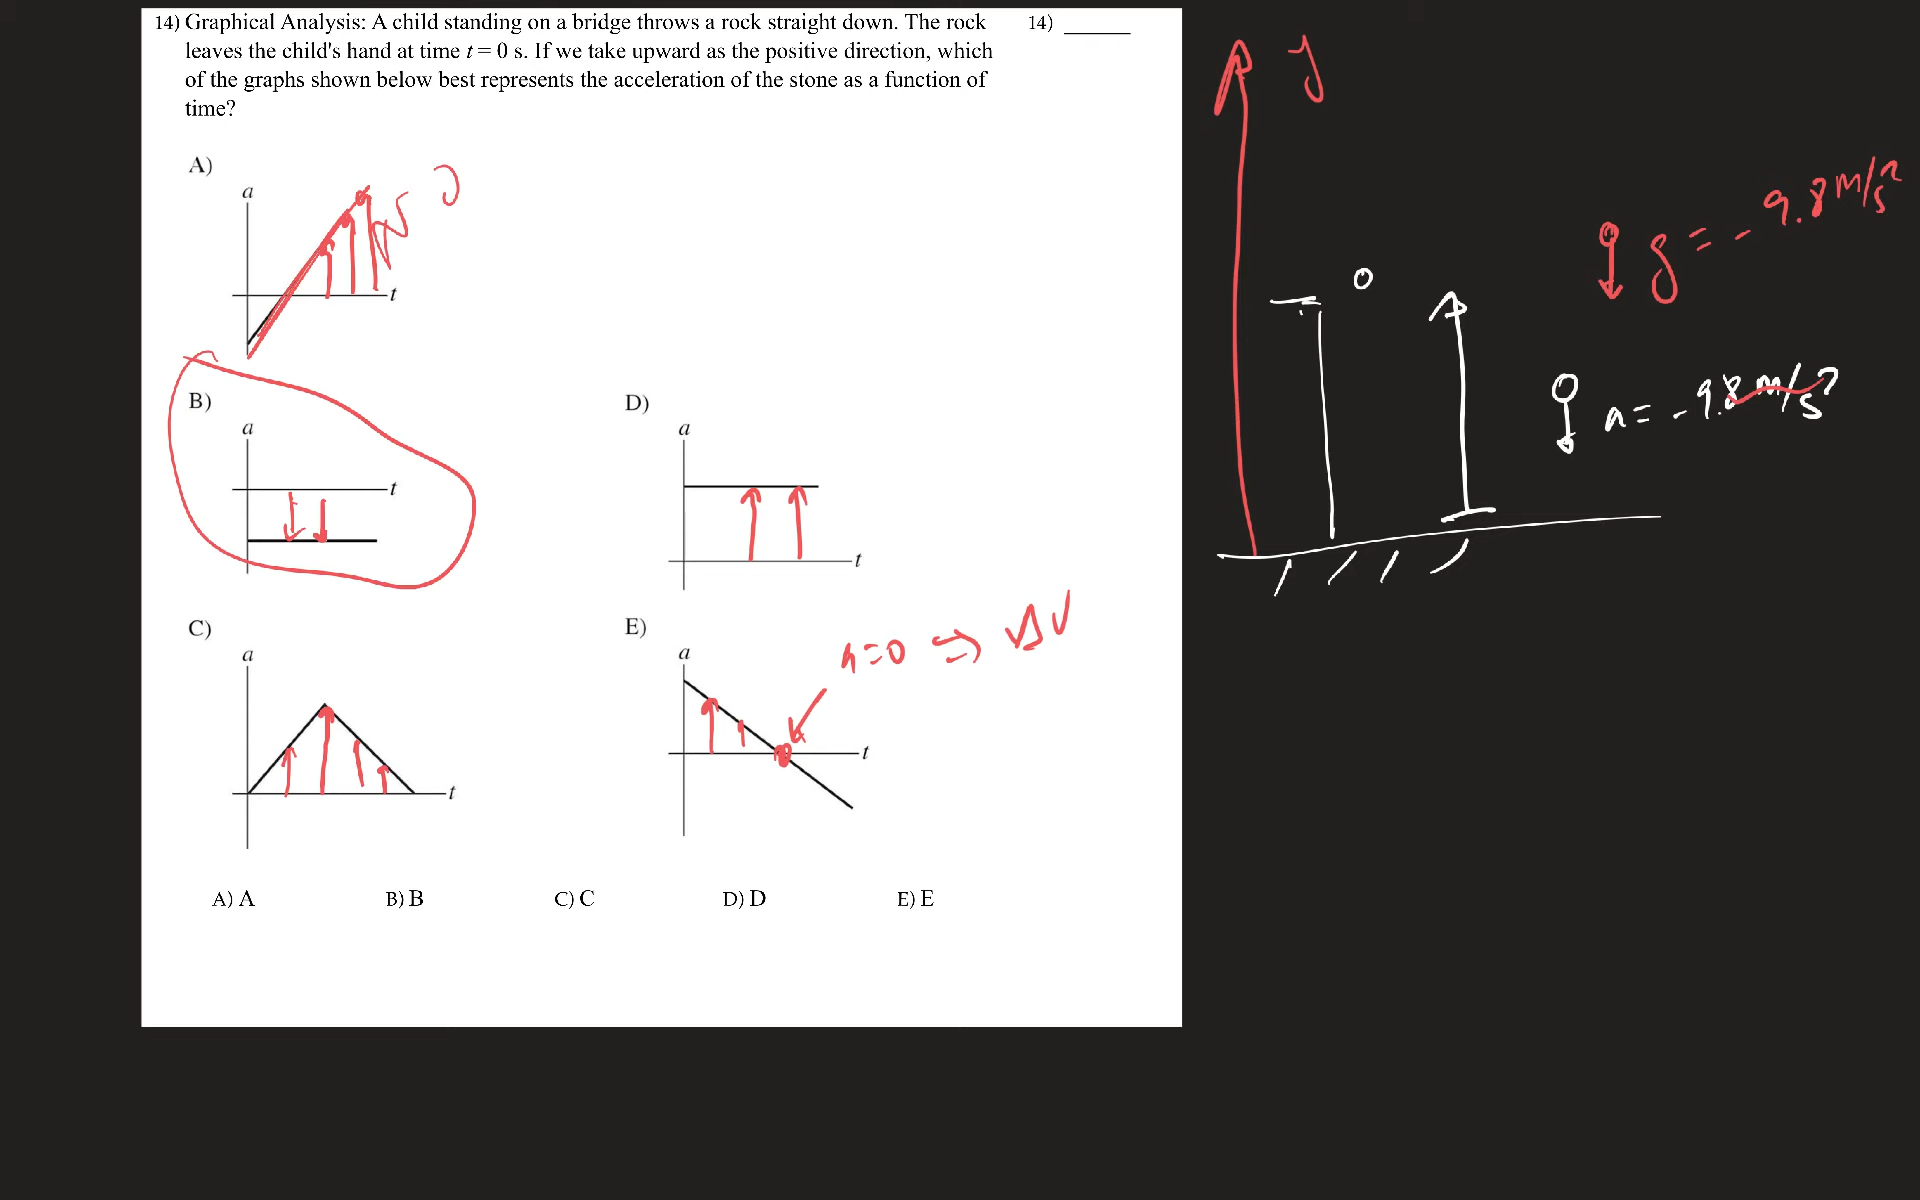 14) Graphical Analysis: A child standing on a bridge throws a rock straight down. The rock
leaves the child's hand at time t = 0 s. If we take upward as the positive direction, which
of the graphs shown below best represents the acceleration of the stone as a function of
time?
14) ______
A)
a
t
B)
a
t
D)
a
t
C)
a
t
E)
a
t
a=0 ⇒
A) A
B) B
C) C
D) D
E) E
y
g = - 9.8 m/s²
a = - 9.8 m/s²